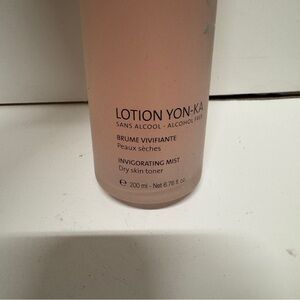 LOTION YON-KA
SANS ALCOOL - ALCOHOL FREE
BRUME VIVIFIANTE
Peaux sèches
INVIGORATING MIST
Dry skin toner
℮ 200 ml - Net 6.76 fl. oz